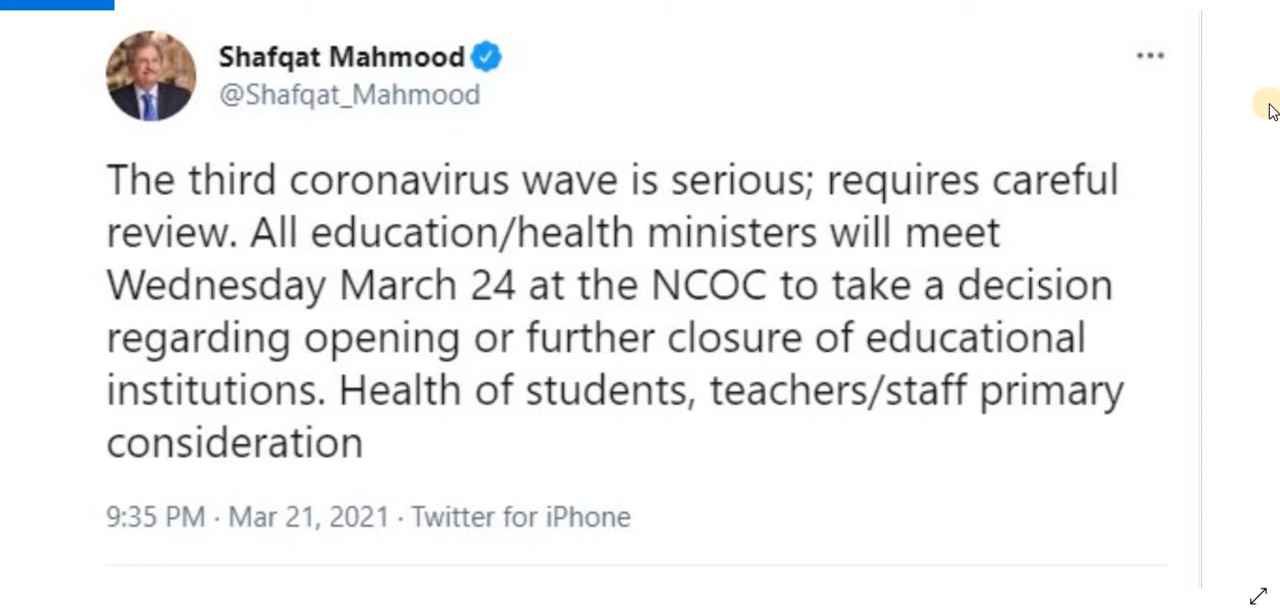 Shafqat Mahmood
@Shafqat_Mahmood
The third coronavirus wave is serious; requires careful
review. All education/health ministers will meet
Wednesday March 24 at the NCOC to take a decision
regarding opening or further closure of educational
institutions. Health of students, teachers/staff primary
consideration
9:35 PM · Mar 21, 2021 · Twitter for iPhone